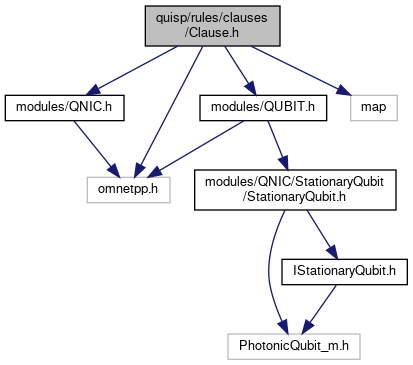 quisp/rules/clauses
/Clause.h
modules/QNIC.h
modules/QUBIT.h
map
omnetpp.h
modules/QNIC/StationaryQubit
/StationaryQubit.h
IStationaryQubit.h
PhotonicQubit_m.h